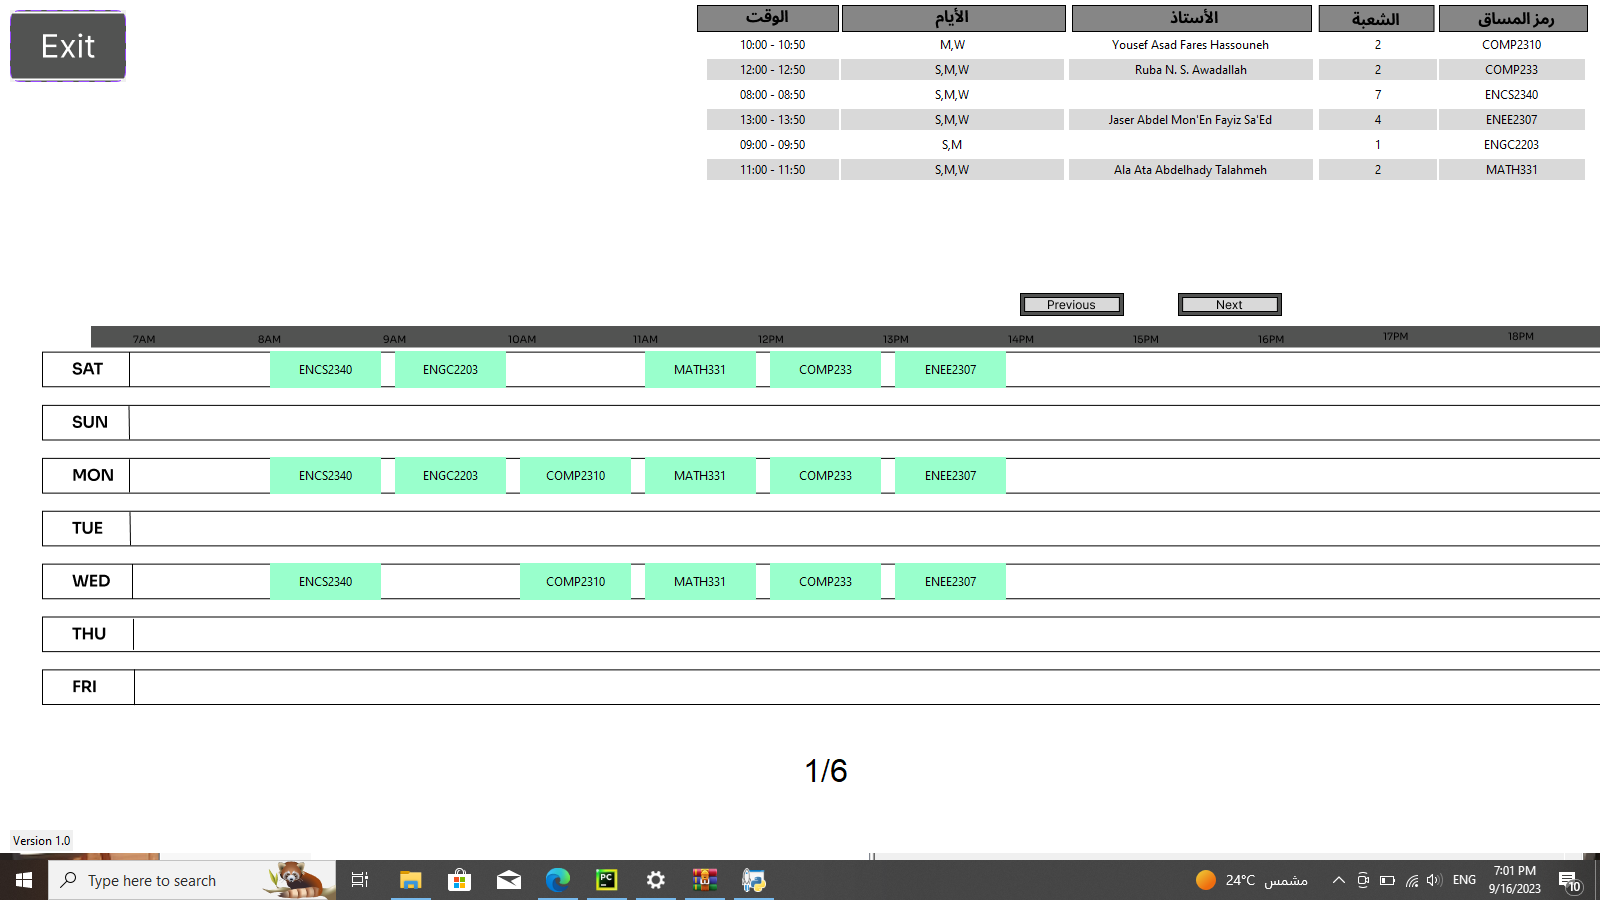 Exit
رمز المساق الشعبة الأستاذ الأيام الوقت
COMP2310 2 Yousef Asad Fares Hassouneh M,W 10:00 - 10:50
COMP233 2 Ruba N. S. Awadallah S,M,W 12:00 - 12:50
ENCS2340 7 S,M,W 08:00 - 08:50
ENEE2307 4 Jaser Abdel Mon'En Fayiz Sa'Ed S,M,W 13:00 - 13:50
ENGC2203 1 S,M 09:00 - 09:50
MATH331 2 Ala Ata Abdelhady Talahmeh S,M,W 11:00 - 11:50
Previous Next
7AM 8AM 9AM 10AM 11AM 12PM 13PM 14PM 15PM 16PM 17PM 18PM
SAT ENCS2340 ENGC2203 MATH331 COMP233 ENEE2307
SUN
MON ENCS2340 ENGC2203 COMP2310 MATH331 COMP233 ENEE2307
TUE
WED ENCS2340 COMP2310 MATH331 COMP233 ENEE2307
THU
FRI
1/6
Version 1.0
Type here to search
PC
24°C مشمس
ENG
7:01 PM
9/16/2023
10